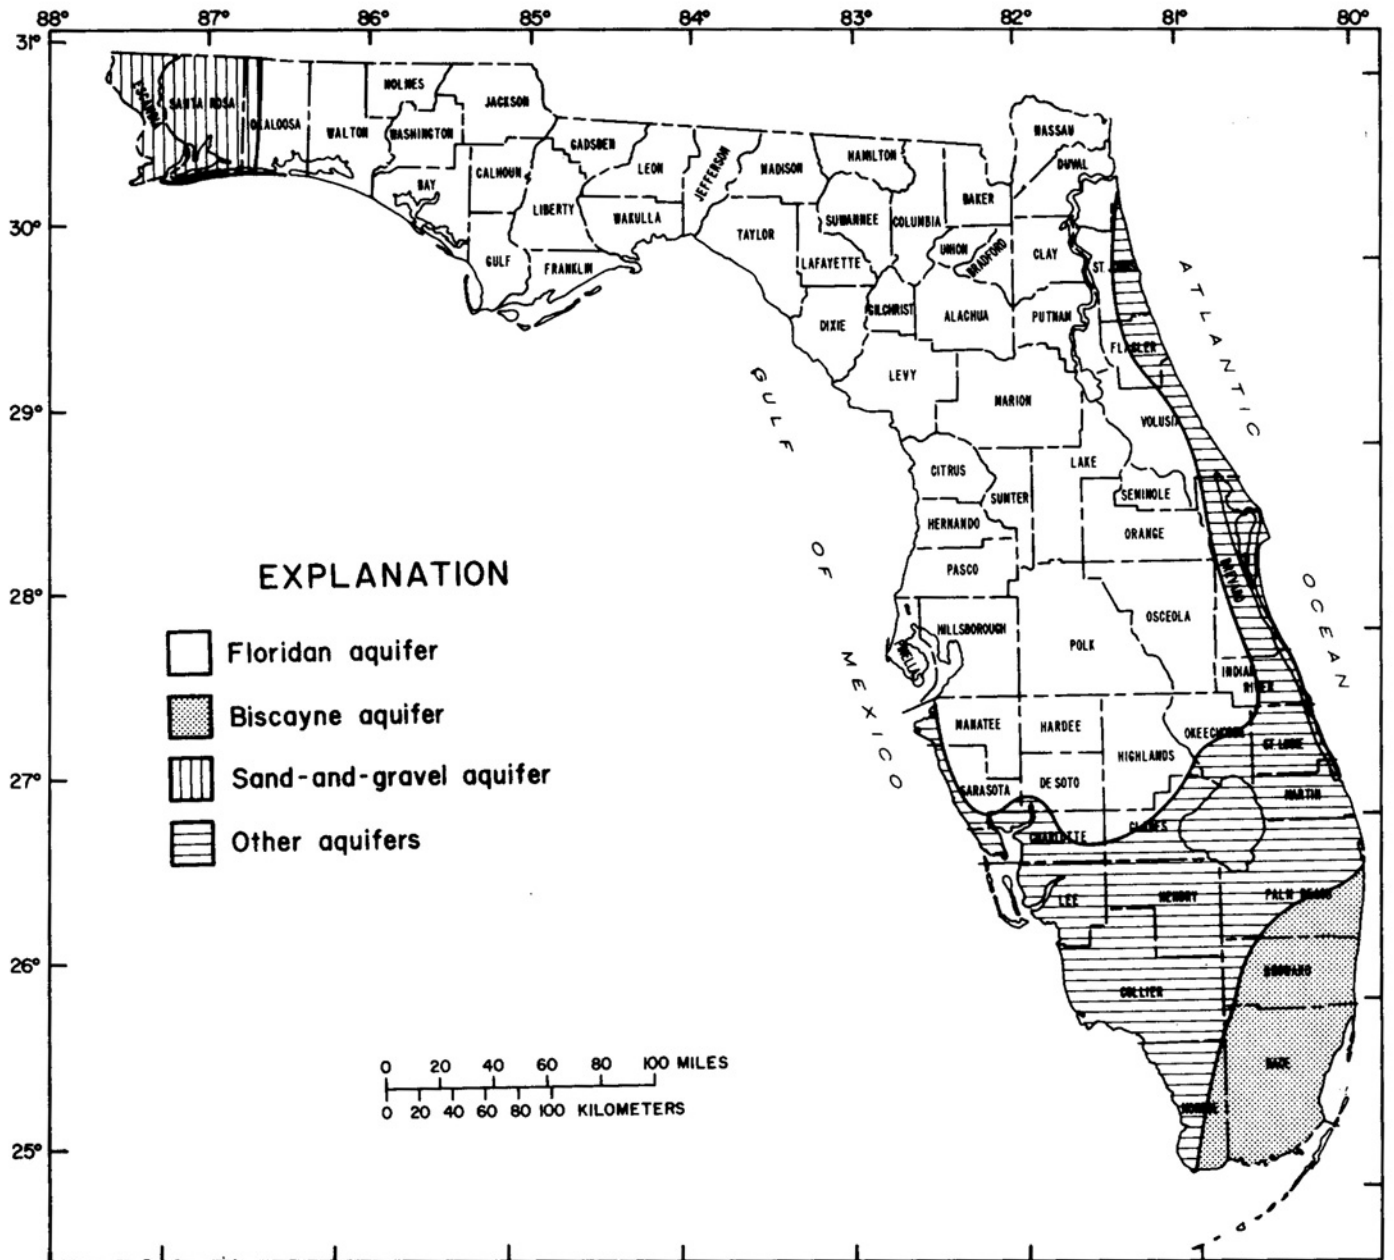 88° 87° 86° 85° 84° 83° 82° 81° 80°
31°
30°
29°
28°
27°
26°
25°
SANTA ROSA
OKALOOSA
WALTON
HOLMES
WASHINGTON
JACKSON
BAY
CALHOUN
GULF
GADSDEN
LIBERTY
FRANKLIN
LEON
WAKULLA
JEFFERSON
MADISON
TAYLOR
HAMILTON
SUWANNEE
LAFAYETTE
DIXIE
COLUMBIA
GILCHRIST
BAKER
UNION
BRADFORD
ALACHUA
LEVY
NASSAU
DUVAL
CLAY
ST.
PUTNAM
FLAGLER
MARION
VOLUSIA
CITRUS
SUMTER
LAKE
SEMINOLE
HERNANDO
ORANGE
PASCO
BREVARD
HILLSBOROUGH
POLK
OSCEOLA
INDIAN
RIVER
MANATEE
HARDEE
HIGHLANDS
OKEECHOBEE
ST. LUCIE
SARASOTA
DE SOTO
MARTIN
CHARLOTTE
GLADES
LEE
HENDRY
PALM BEACH
COLLIER
BROWARD
DADE
MONROE
GULF
OF
MEXICO
ATLANTIC
OCEAN
EXPLANATION
Floridan aquifer
Biscayne aquifer
Sand-and-gravel aquifer
Other aquifers
0 20 40 60 80 100 MILES
0 20 40 60 80 100 KILOMETERS